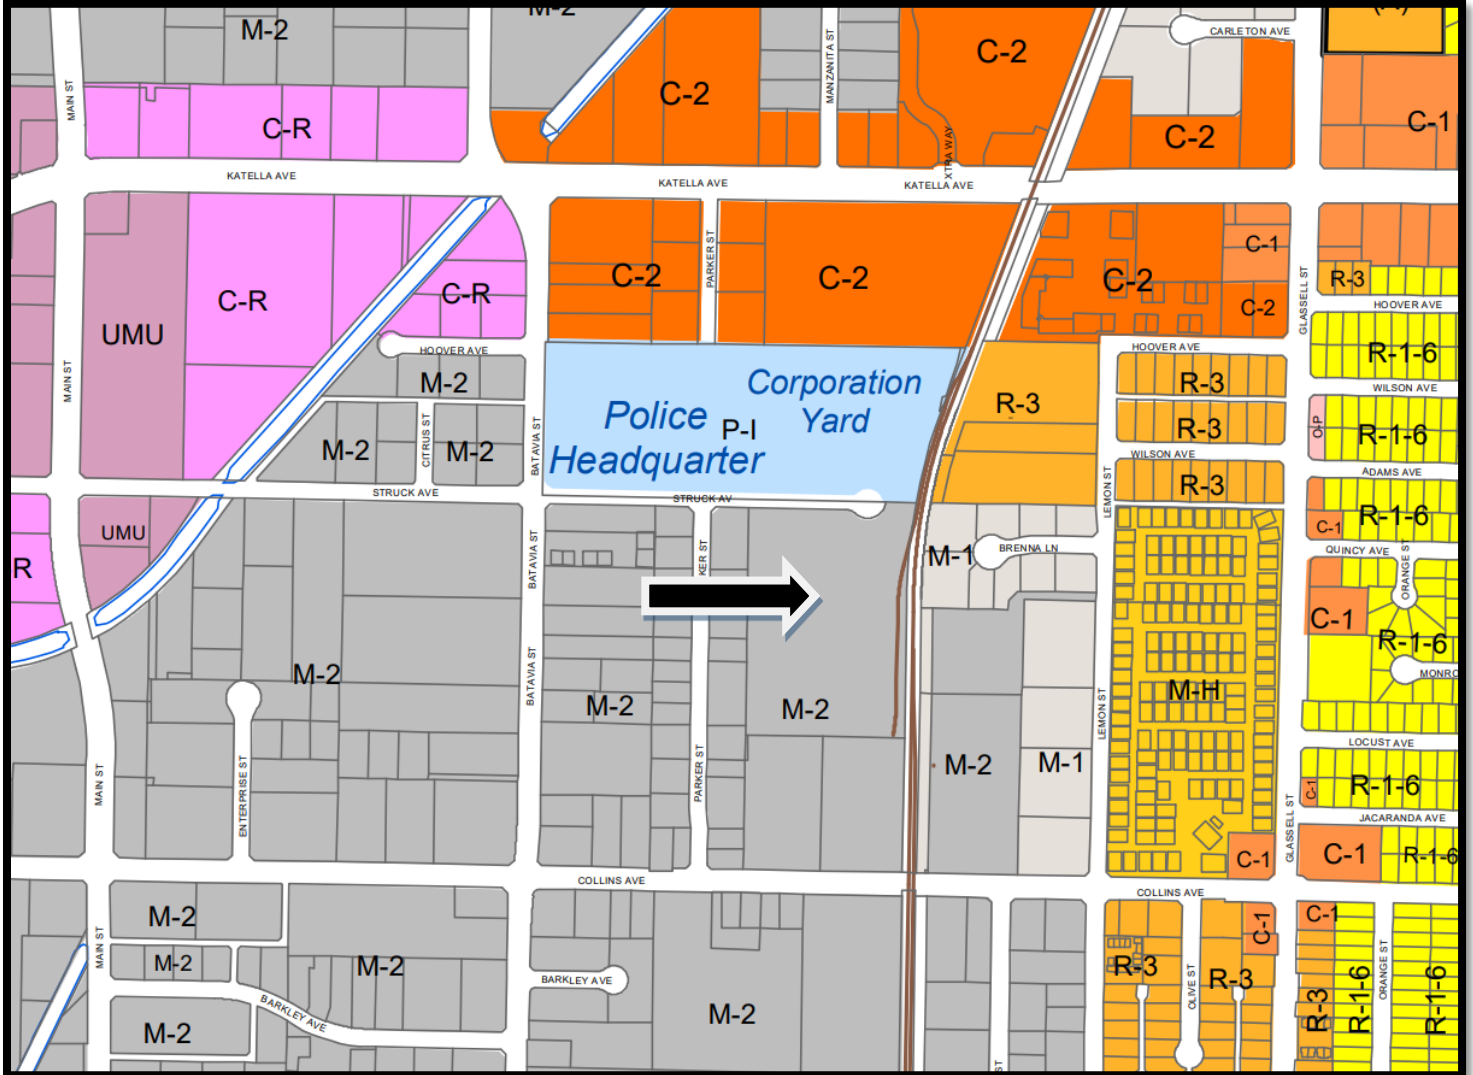 M-2
M-2
C-2
C-2
CARLETON AVE
MAIN ST
C-R
MANZANITA ST
XTRA WAY
C-2
C-1
KATELLA AVE
KATELLA AVE
KATELLA AVE
UMU
C-R
C-R
C-2
PARKER ST
C-2
C-2
C-1
C-2
GLASSELL ST
R-3
HOOVER AVE
MAIN ST
HOOVER AVE
M-2
HOOVER AVE
R-3
R-1-6
WILSON AVE
M-2
CITRUS ST
M-2
BATAVIA ST
Police
Headquarter
P-I
Corporation
Yard
R-3
R-3
WILSON AVE
R-3
O-P
R-1-6
ADAMS AVE
STRUCK AVE
STRUCK AV
LEMON ST
C-1
R-1-6
UMU
R
BATAVIA ST
KER ST
M-1
BRENNA LN
QUINCY AVE
ORANGE ST
C-1
R-1-6
MONRO
M-2
BATAVIA ST
M-2
M-2
M-H
LEMON ST
LOCUST AVE
MAIN ST
ENTERPRISE ST
PARKER ST
M-2
M-1
C-1
R-1-6
JACARANDA AVE
GLASSELL ST
C-1
C-1
R-1-6
COLLINS AVE
COLLINS AVE
M-2
MAIN ST
M-2
M-2
BARKLEY AVE
BARKLEY AVE
M-2
M-2
R-3
OLIVE ST
R-3
C-1
C-1
R-3
R-1-6
ORANGE ST
R-1-6
ST